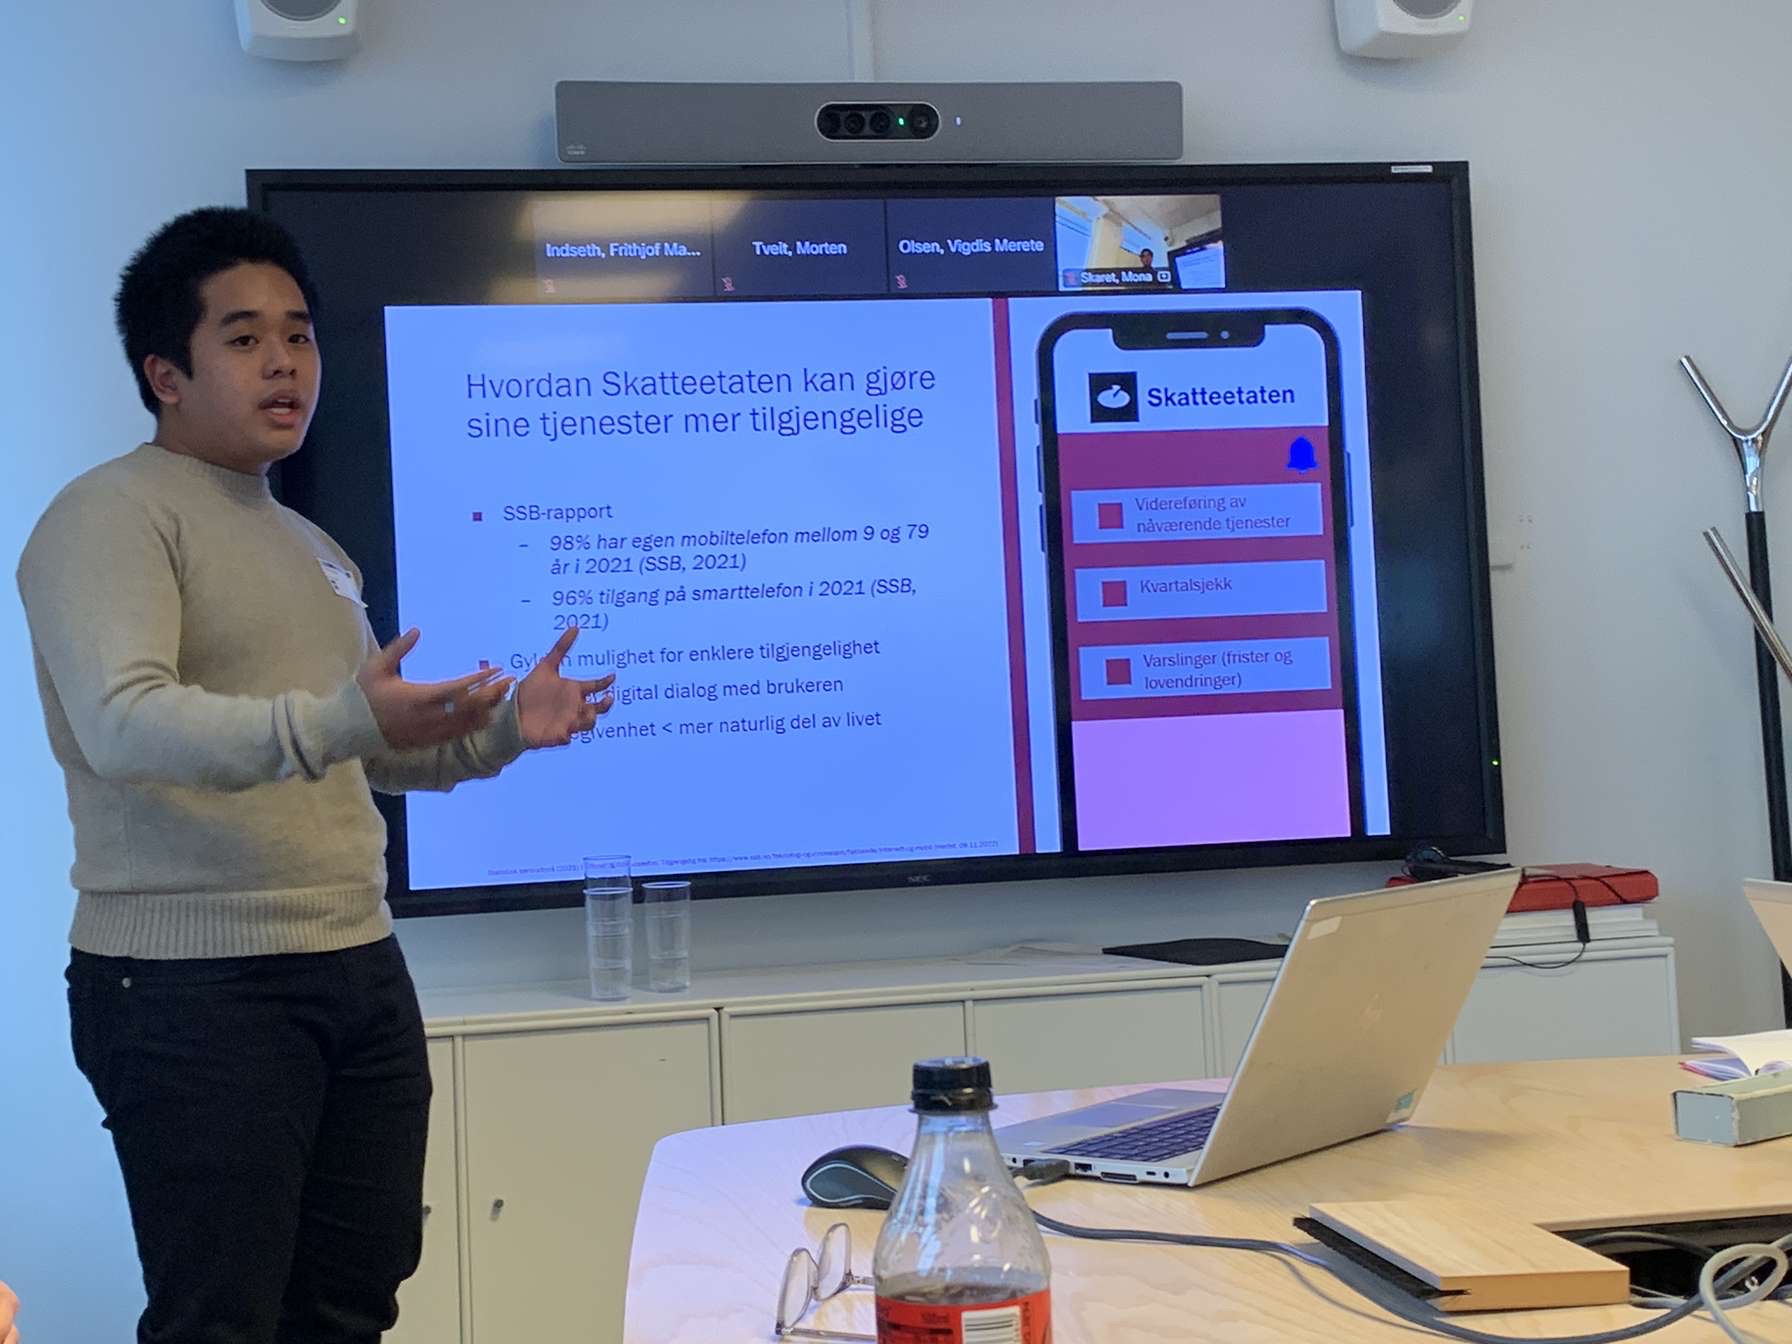 Indseth, Frithjof Ma...
Tveit, Morten
Olsen, Vigdis Merete
Skaret, Mona
Hvordan Skatteetaten kan gjøre
sine tjenester mer tilgjengelige
SSB-rapport
– 98% har egen mobiltelefon mellom 9 og 79
år i 2021 (SSB, 2021)
– 96% tilgang på smarttelefon i 2021 (SSB,
2021)
mulighet for enklere tilgjengelighet
digital dialog med brukeren
< mer naturlig del av livet
Skatteetaten
Videreføring av
nåværende tjenester
Kvartalsjekk
Varslinger (frister og
lovendringer)
NEC